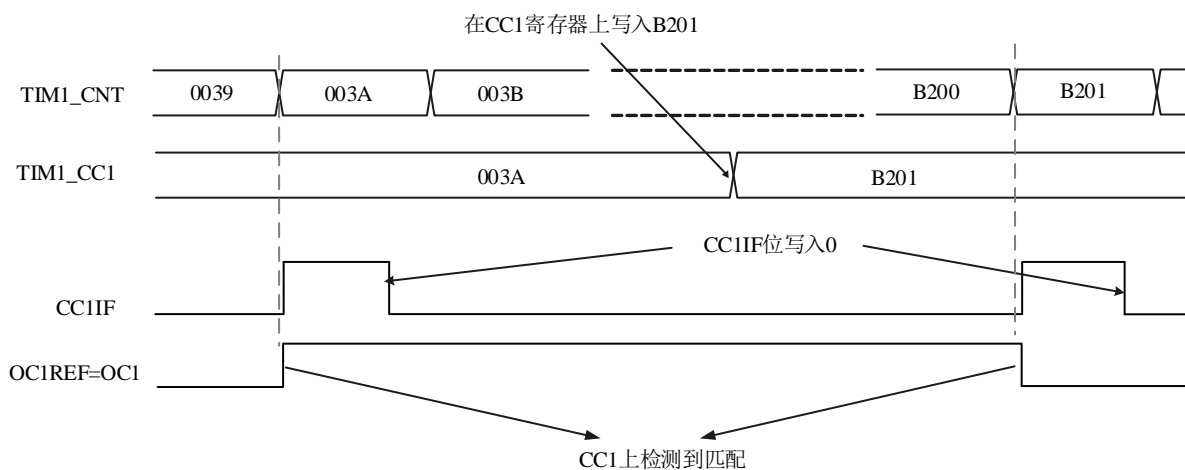 在CC1寄存器上写入B201
TIM1_CNT 0039 003A 003B B200 B201
TIM1_CC1 003A B201
CC1IF位写入0
CC1IF
OC1REF=OC1
CC1上检测到匹配